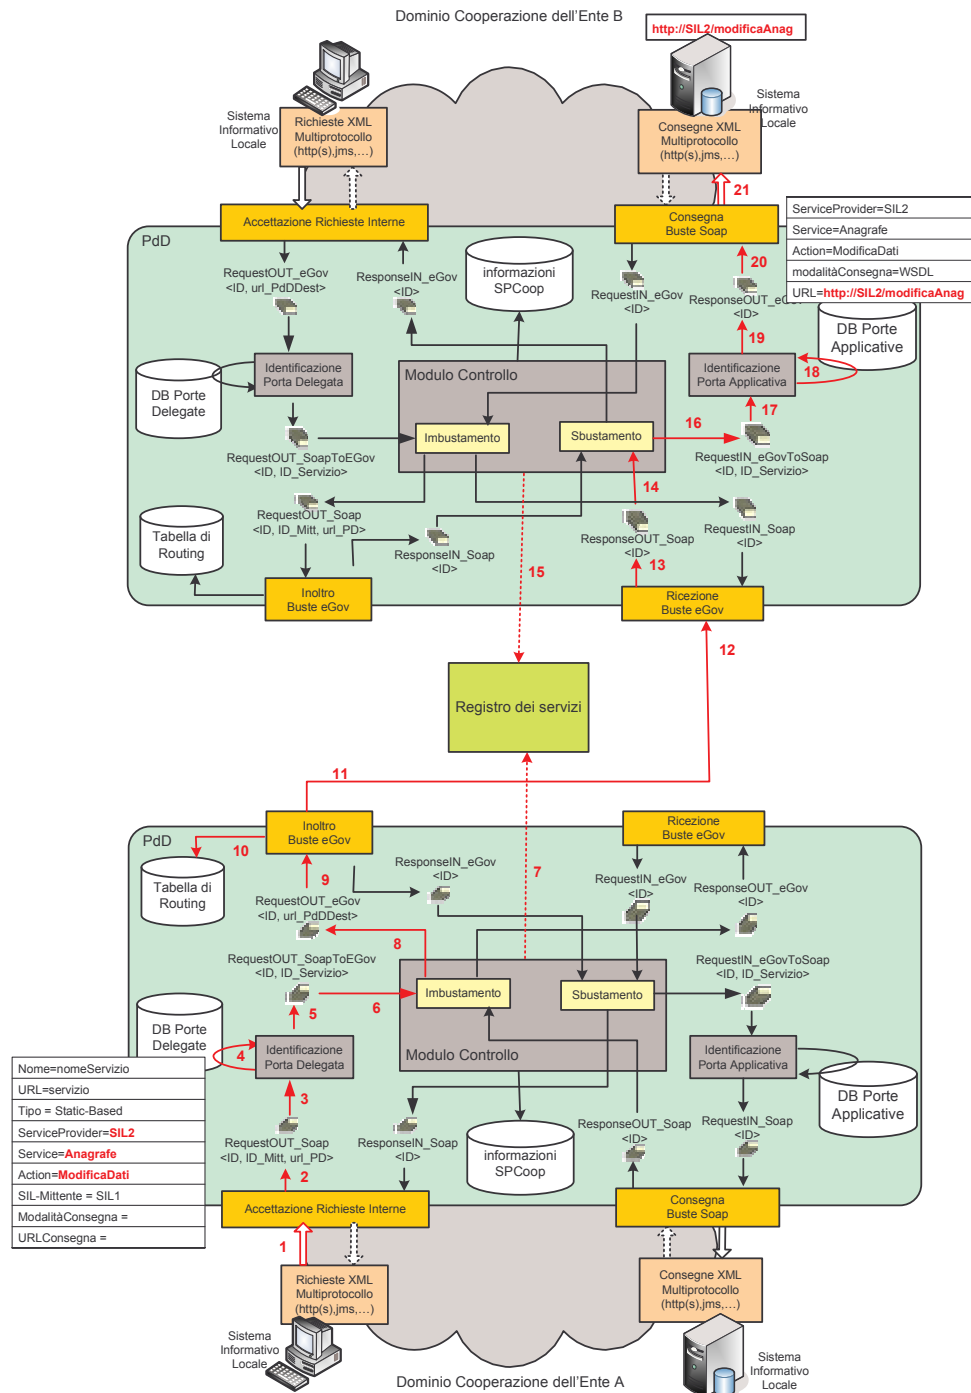 Dominio Cooperazione dell'Ente B
http://SIL2/modificaAnag
Sistema
Informativo
Locale
Richieste XML
Multiprotocollo
(http(s),jms,…)
Consegne XML
Multiprotocollo
(http(s),jms,…)
Sistema
Informativo
Locale
21
Accettazione Richieste Interne
Consegna
Buste Soap
ServiceProvider=SIL2
Service=Anagrafe
Action=ModificaDati
modalitàConsegna=WSDL
URL=http://SIL2/modificaAnag
PdD
20
RequestOUT_eGov
<ID, url_PdDDest>
ResponseIN_eGov
<ID>
informazioni
SPCoop
RequestIN_eGov
<ID>
ResponseOUT_eGov
<ID>
19
DB Porte
Applicative
DB Porte
Delegate
Identificazione
Porta Delegata
Modulo Controllo
Identificazione
Porta Applicativa
18
17
16
Imbustamento
Sbustamento
RequestOUT_SoapToEGov
<ID, ID_Servizio>
RequestIN_eGovToSoap
<ID, ID_Servizio>
14
RequestOUT_Soap
<ID, ID_Mitt, url_PD>
RequestIN_Soap
<ID>
Tabella di
Routing
ResponseIN_Soap
<ID>
ResponseOUT_Soap
<ID>
15
13
Inoltro
Buste eGov
Ricezione
Buste eGov
12
Registro dei servizi
11
Inoltro
Buste eGov
Ricezione
Buste eGov
PdD
10
7
Tabella di
Routing
9
ResponseIN_eGov
<ID>
RequestIN_eGov
<ID>
ResponseOUT_eGov
<ID>
RequestOUT_eGov
<ID, url_PdDDest>
8
RequestOUT_SoapToEGov
<ID, ID_Servizio>
RequestIN_eGovToSoap
<ID, ID_Servizio>
6
Imbustamento
Sbustamento
5
DB Porte
Delegate
4
Identificazione
Porta Delegata
Modulo Controllo
Identificazione
Porta Applicativa
Nome=nomeServizio
URL=servizio
Tipo = Static-Based
ServiceProvider=SIL2
Service=Anagrafe
Action=ModificaDati
SIL-Mittente = SIL1
ModalitàConsegna =
URLConsegna =
3
DB Porte
Applicative
RequestOUT_Soap
<ID, ID_Mitt, url_PD>
ResponseIN_Soap
<ID>
informazioni
SPCoop
ResponseOUT_Soap
<ID>
RequestIN_Soap
<ID>
2
Accettazione Richieste Interne
Consegna
Buste Soap
1
Richieste XML
Multiprotocollo
(http(s),jms,…)
Consegne XML
Multiprotocollo
(http(s),jms,…)
Sistema
Informativo
Locale
Sistema
Informativo
Locale
Dominio Cooperazione dell'Ente A